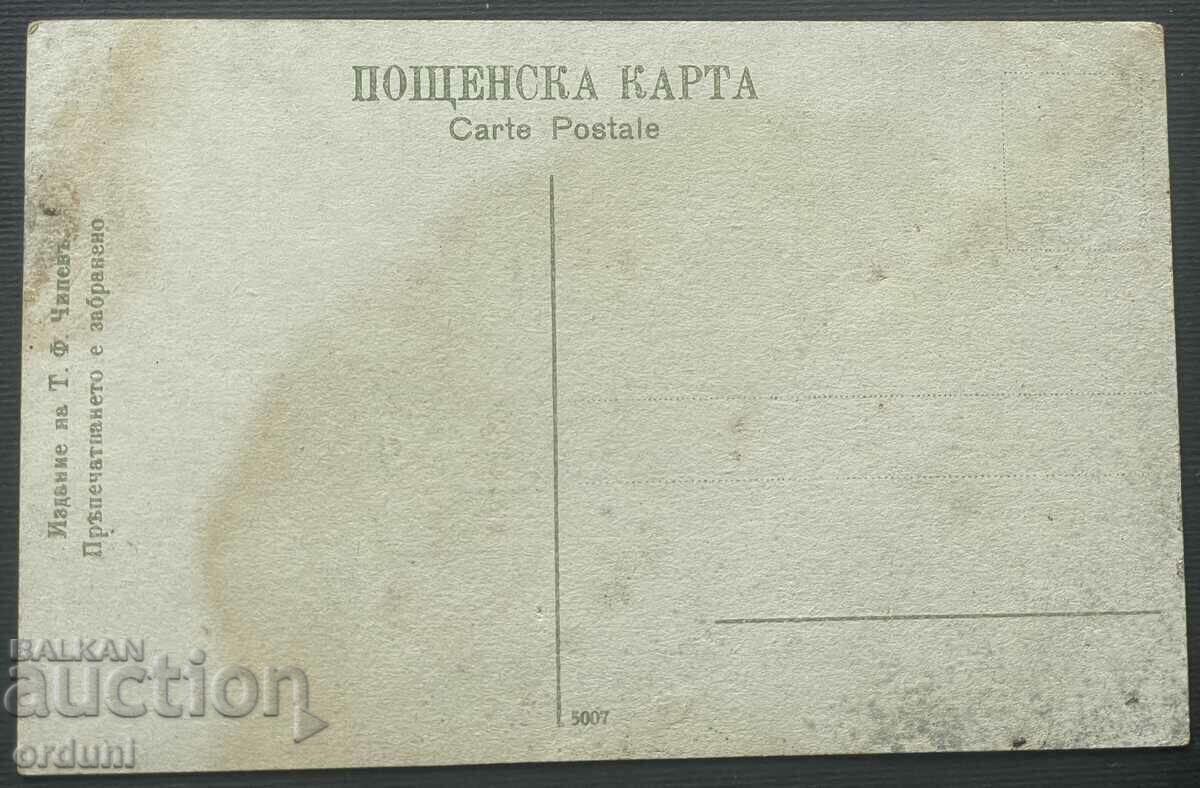 ПОЩЕНСКА КАРТА
Carte Postale
Издание на Т. Ф. Чипевъ.
Прѣпечатването е забранено
5007
BALKAN
auction
orduni